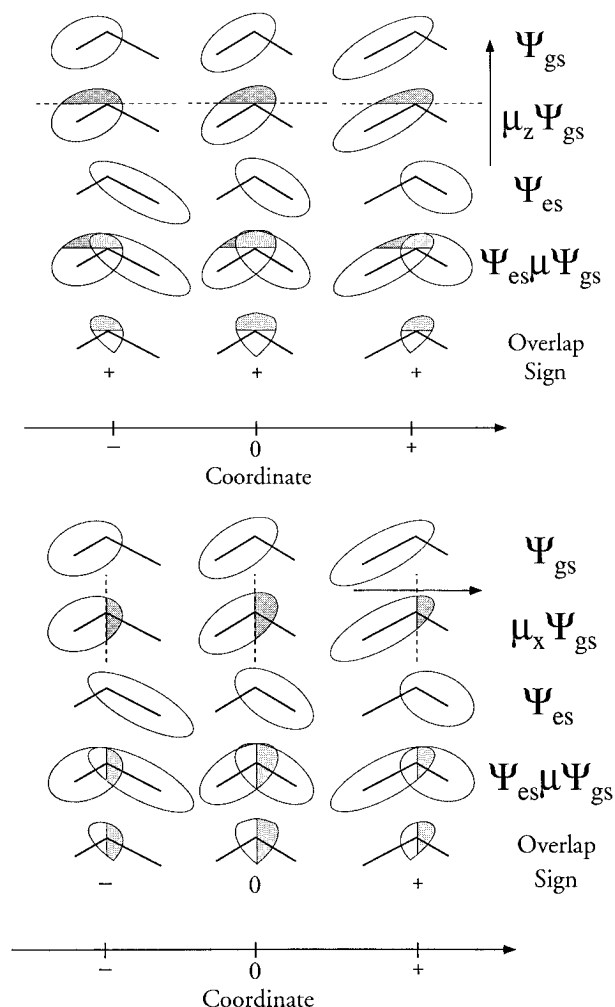 Ψgs
μzΨgs
Ψes
ΨesμΨgs
Overlap
Sign
+ + +
− 0 +
Coordinate
Ψgs
μxΨgs
Ψes
ΨesμΨgs
Overlap
Sign
− 0 +
− 0 +
Coordinate